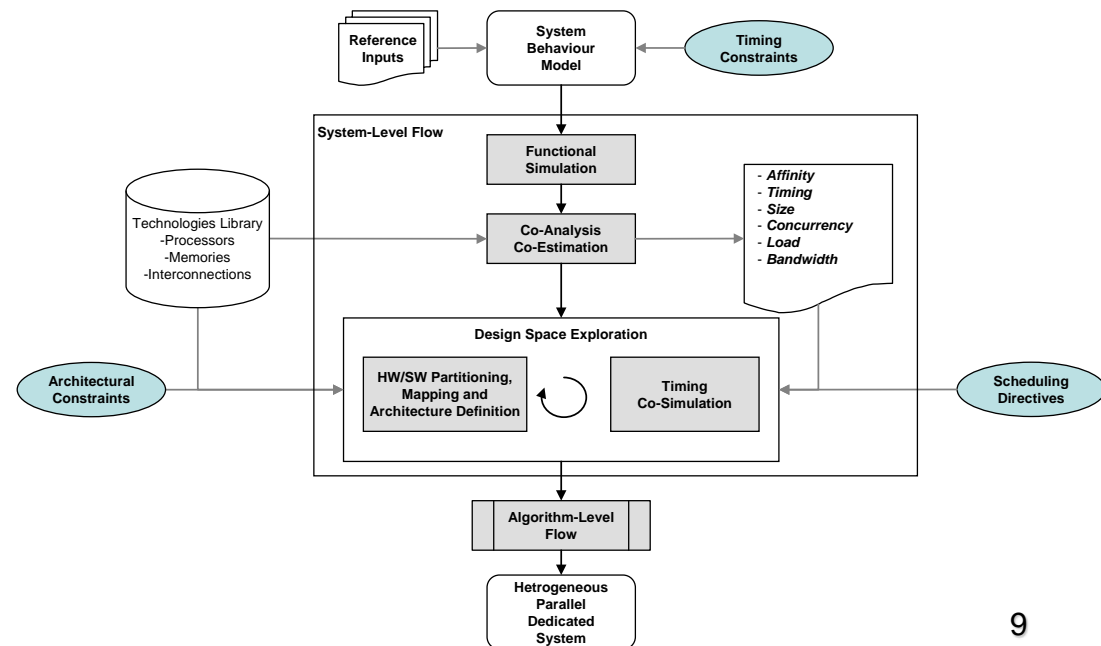 Reference
Inputs
System
Behaviour
Model
Timing
Constraints
System-Level Flow
Functional
Simulation
Technologies Library
-Processors
-Memories
-Interconnections
Co-Analysis
Co-Estimation
- Affinity
- Timing
- Size
- Concurrency
- Load
- Bandwidth
Design Space Exploration
Architectural
Constraints
HW/SW Partitioning,
Mapping and
Architecture Definition
Timing
Co-Simulation
Scheduling
Directives
Algorithm-Level
Flow
Hetrogeneous
Parallel
Dedicated
System
9